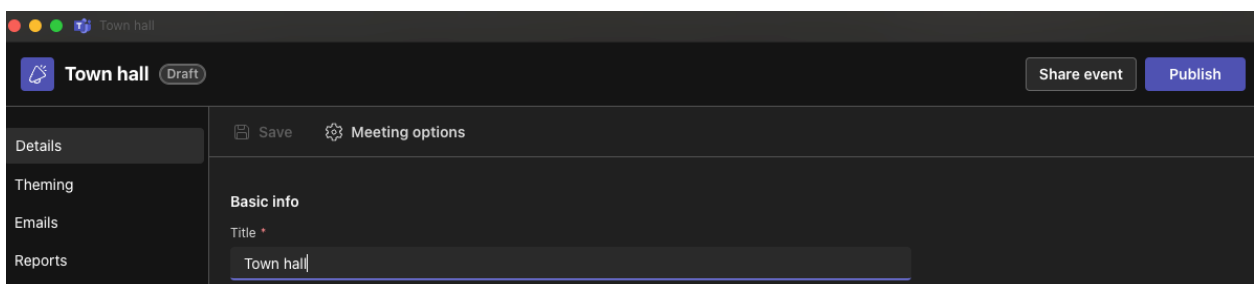 Town hall
Town hall Draft Share event Publish
Save Meeting options
Details
Theming
Emails
Reports
Basic info
Title *
Town hall